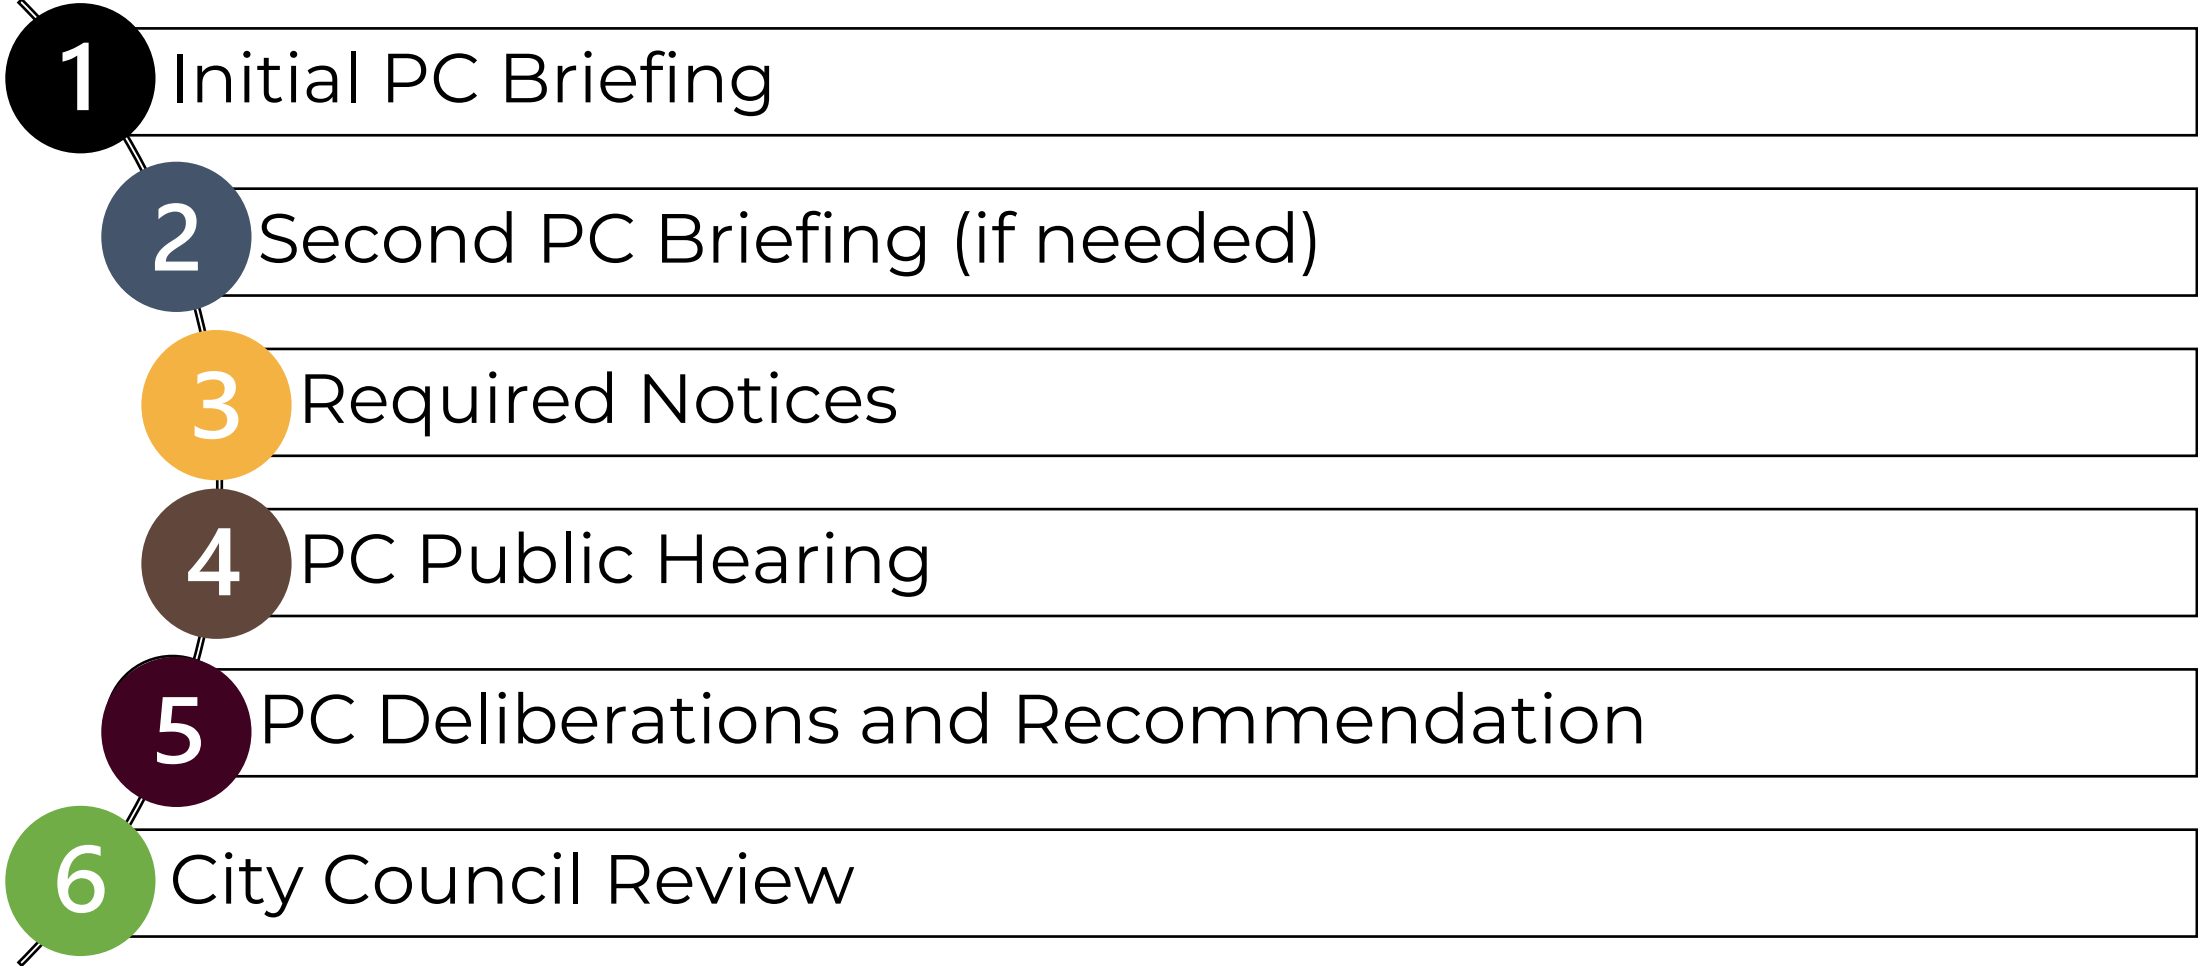 1 Initial PC Briefing
2 Second PC Briefing (if needed)
3 Required Notices
4 PC Public Hearing
5 PC Deliberations and Recommendation
6 City Council Review